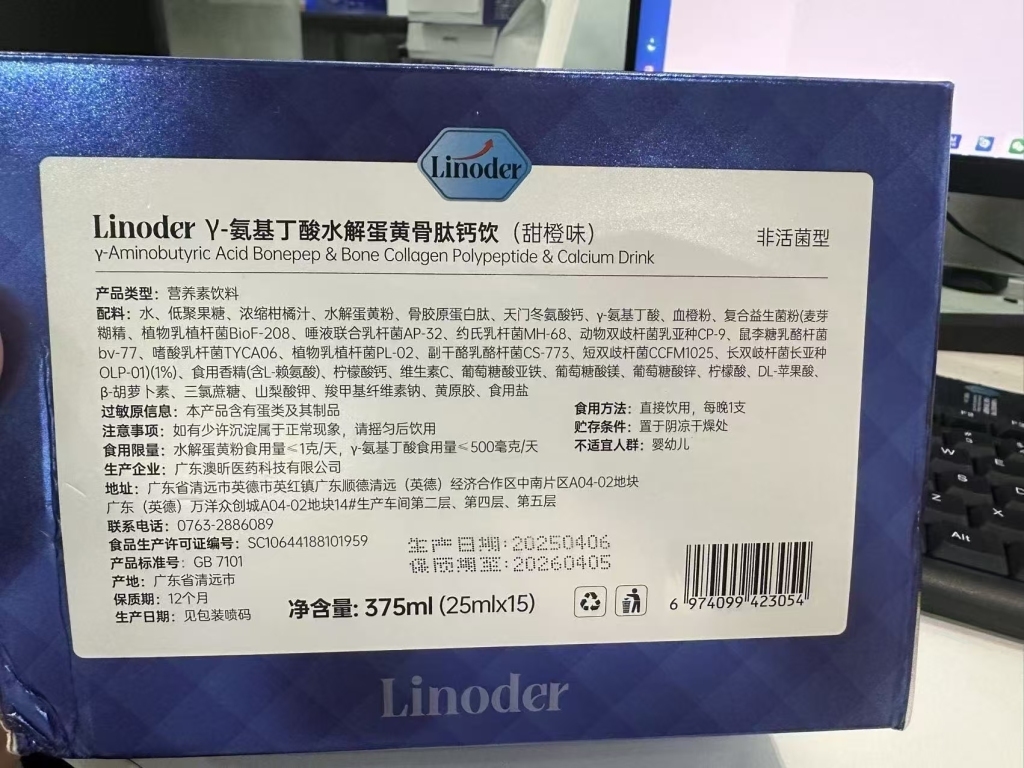 Linoder
Linoder γ-氨基丁酸水解蛋黄骨肽钙饮（甜橙味）
非活菌型
γ-Aminobutyric Acid Bonepep & Bone Collagen Polypeptide & Calcium Drink
产品类型：营养素饮料
配料：水、低聚果糖、浓缩柑橘汁、水解蛋黄粉、骨胶原蛋白肽、天门冬氨酸钙、γ-氨基丁酸、血橙粉、复合益生菌粉(麦芽
糊精、植物乳植杆菌BioF-208、唾液联合乳杆菌AP-32、约氏乳杆菌MH-68、动物双歧杆菌乳亚种CP-9、鼠李糖乳酪杆菌
bv-77、嗜酸乳杆菌TYCA06、植物乳植杆菌PL-02、副干酪乳酪杆菌CS-773、短双歧杆菌CCFM1025、长双歧杆菌长亚种
OLP-01)(1%)、食用香精(含L-赖氨酸)、柠檬酸钙、维生素C、葡萄糖酸亚铁、葡萄糖酸镁、葡萄糖酸锌、柠檬酸、DL-苹果酸、
β-胡萝卜素、三氯蔗糖、山梨酸钾、羧甲基纤维素钠、黄原胶、食用盐
过敏原信息：本产品含有蛋类及其制品
注意事项：如有少许沉淀属于正常现象，请摇匀后饮用
食用限量：水解蛋黄粉食用量≤1克/天，γ-氨基丁酸食用量≤500毫克/天
食用方法：直接饮用，每晚1支
贮存条件：置于阴凉干燥处
不适宜人群：婴幼儿
生产企业：广东澳昕医药科技有限公司
地址：广东省清远市英德市英红镇广东顺德清远（英德）经济合作区中南片区A04-02地块
广东（英德）万洋众创城A04-02地块14#生产车间第二层、第四层、第五层
联系电话：0763-2886089
食品生产许可证编号：SC10644188101959
产品标准号：GB 7101
产地：广东省清远市
保质期：12个月
生产日期：见包装喷码
生产日期:20250406
保质期至:20260405
净含量: 375ml (25mlx15)
6 974099 423054
Linoder
Alt